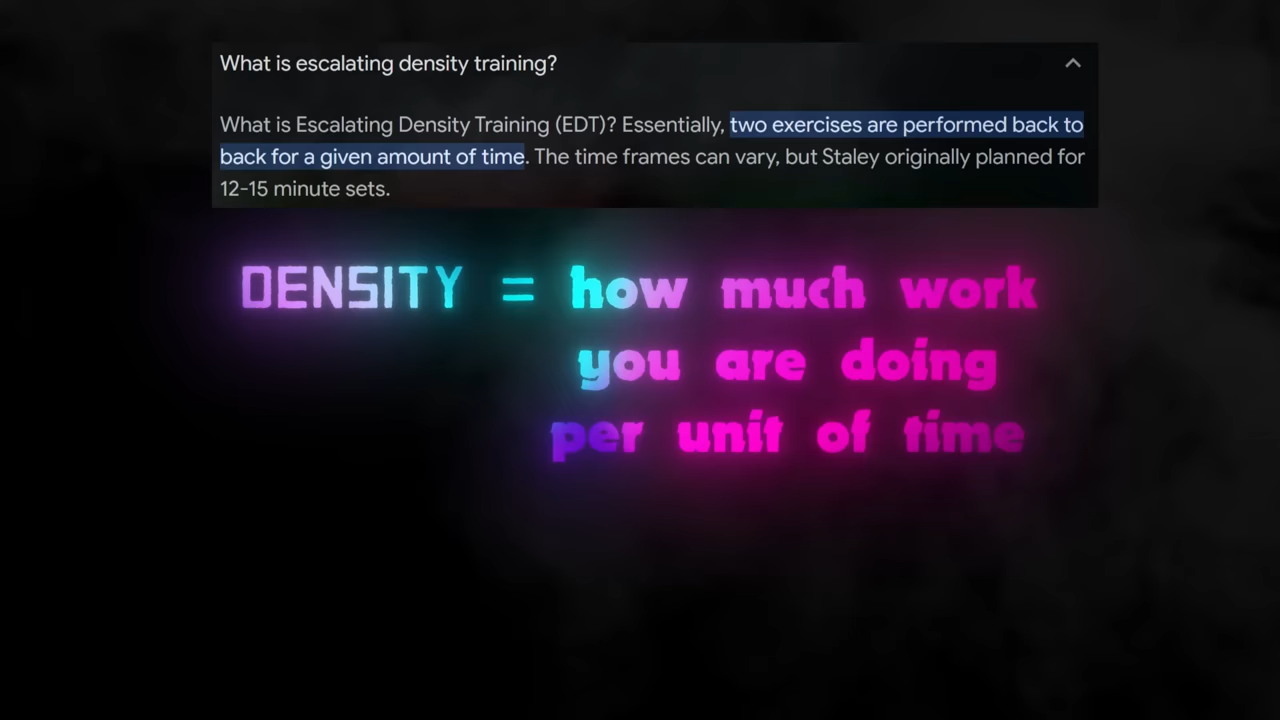 What is escalating density training?
What is Escalating Density Training (EDT)? Essentially, two exercises are performed back to
back for a given amount of time. The time frames can vary, but Staley originally planned for
12-15 minute sets.
DENSITY = how much work
you are doing
per unit of time